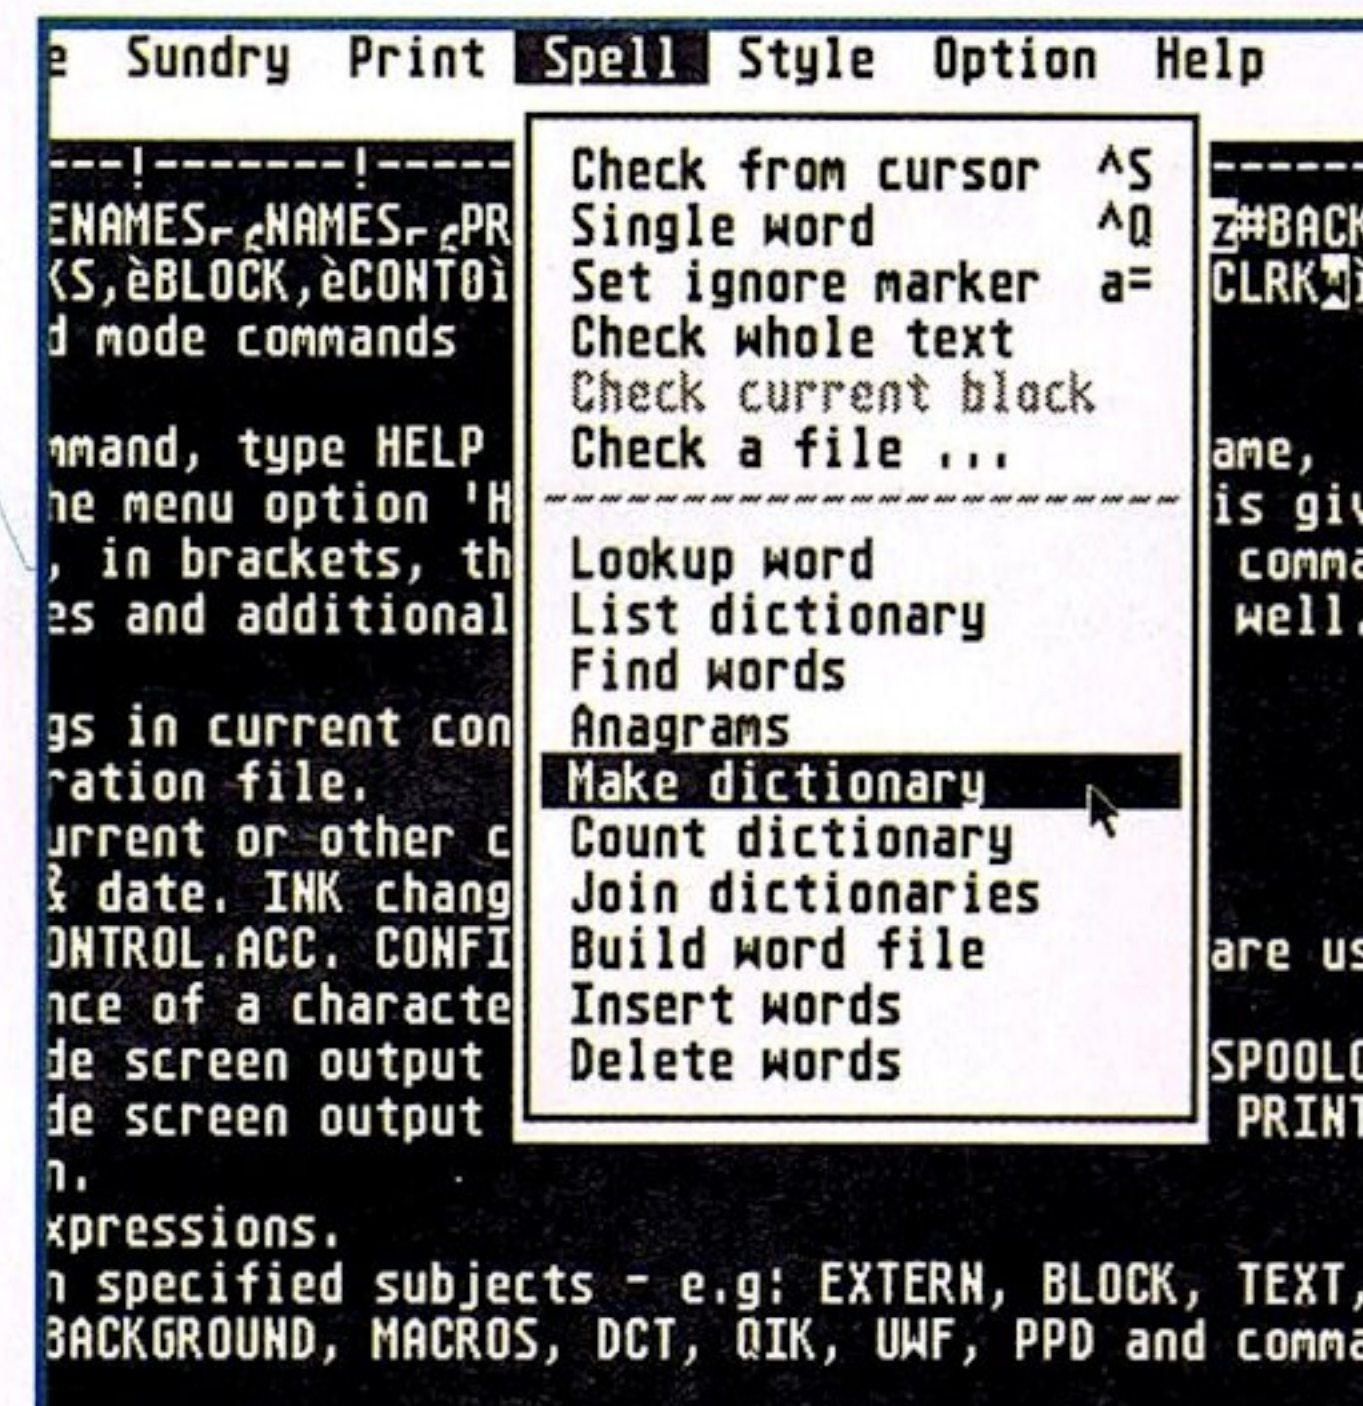 e Sundry Print Spell Style Option Help
---!-------!-----
ENAMES NAMES PR
z#BACK
KS,èBLOCK,èCONT0ì
CLRK
d mode commands
mmand, type HELP
ame,
he menu option 'H
is giv
, in brackets, th
comma
es and additional
well.
gs in current con
ration file.
urrent or other c
& date. INK chang
ONTROL.ACC. CONFI
are us
nce of a characte
de screen output
SPOOLO
de screen output
PRINT
n.
xpressions.
n specified subjects - e.g: EXTERN, BLOCK, TEXT,
BACKGROUND, MACROS, DCT, QIK, UWF, PPD and comma
Check from cursor ^S
Single word ^Q
Set ignore marker a=
Check whole text
Check current block
Check a file ...
Lookup word
List dictionary
Find words
Anagrams
Make dictionary
Count dictionary
Join dictionaries
Build word file
Insert words
Delete words